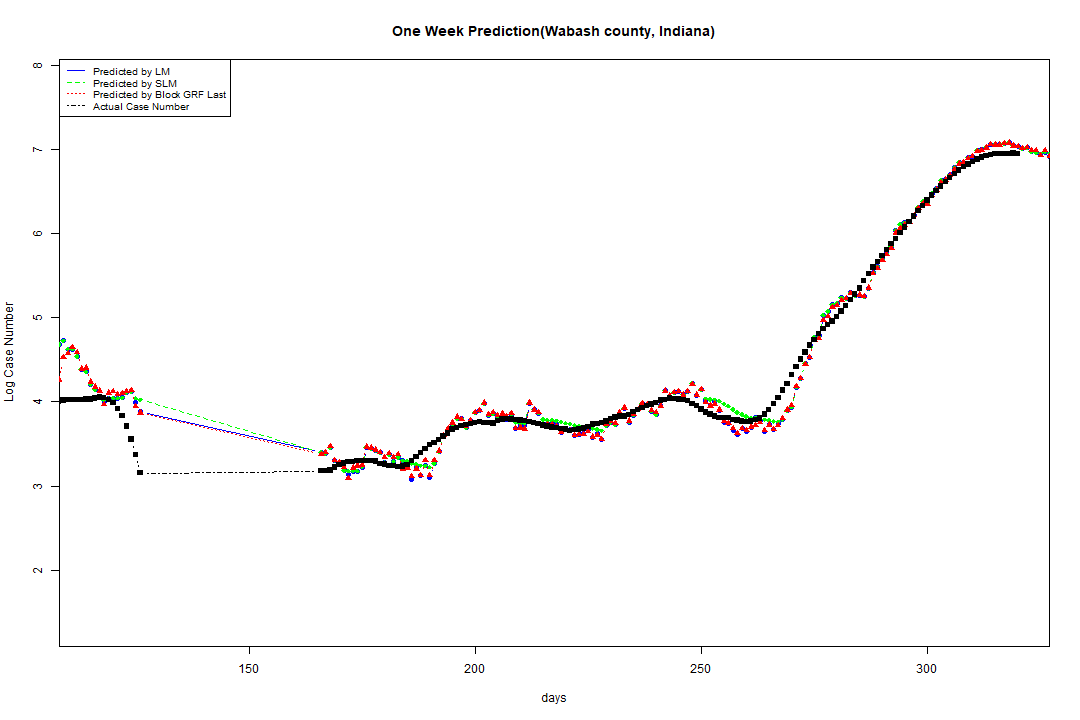 One Week Prediction(Wabash county, Indiana)
Predicted by LM
Predicted by SLM
Predicted by Block GRF Last
Actual Case Number
8
7
6
5
4
3
2
Log Case Number
150 200 250 300
days